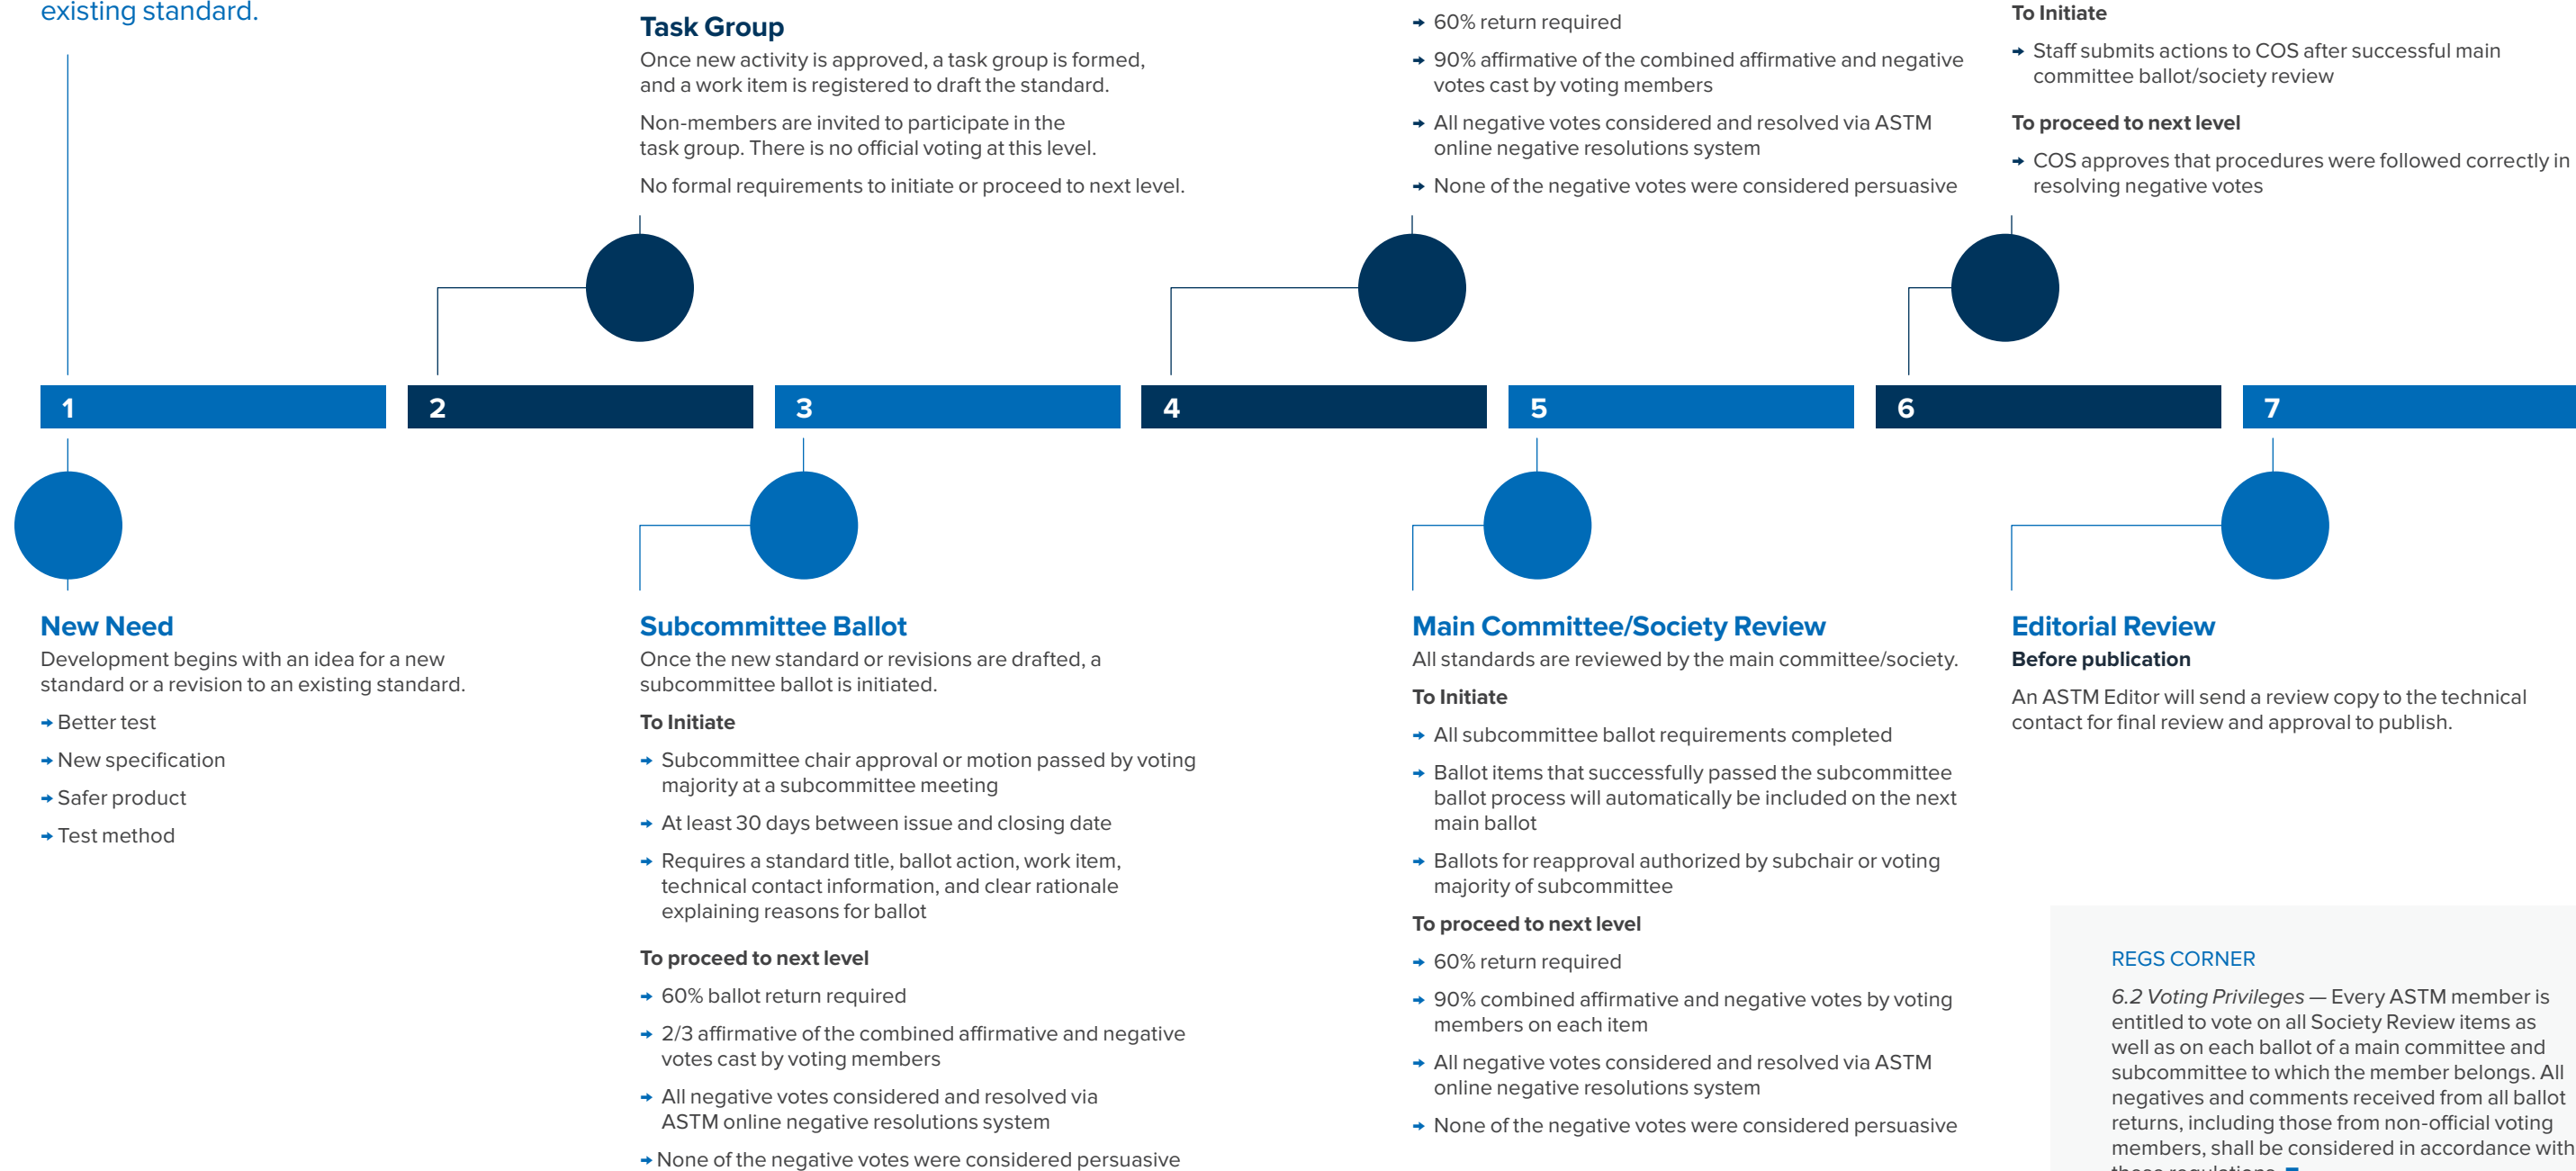 existing standard.
Task Group
Once new activity is approved, a task group is formed,
and a work item is registered to draft the standard.
Non-members are invited to participate in the
task group. There is no official voting at this level.
No formal requirements to initiate or proceed to next level.
→ 60% return required
→ 90% affirmative of the combined affirmative and negative
votes cast by voting members
→ All negative votes considered and resolved via ASTM
online negative resolutions system
→ None of the negative votes were considered persuasive
To Initiate
→ Staff submits actions to COS after successful main
committee ballot/society review
To proceed to next level
→ COS approves that procedures were followed correctly in
resolving negative votes
1
2
3
4
5
6
7
New Need
Development begins with an idea for a new
standard or a revision to an existing standard.
→ Better test
→ New specification
→ Safer product
→ Test method
Subcommittee Ballot
Once the new standard or revisions are drafted, a
subcommittee ballot is initiated.
To Initiate
→ Subcommittee chair approval or motion passed by voting
majority at a subcommittee meeting
→ At least 30 days between issue and closing date
→ Requires a standard title, ballot action, work item,
technical contact information, and clear rationale
explaining reasons for ballot
To proceed to next level
→ 60% ballot return required
→ 2/3 affirmative of the combined affirmative and negative
votes cast by voting members
→ All negative votes considered and resolved via
ASTM online negative resolutions system
→ None of the negative votes were considered persuasive
Main Committee/Society Review
All standards are reviewed by the main committee/society.
To Initiate
→ All subcommittee ballot requirements completed
→ Ballot items that successfully passed the subcommittee
ballot process will automatically be included on the next
main ballot
→ Ballots for reapproval authorized by subchair or voting
majority of subcommittee
To proceed to next level
→ 60% return required
→ 90% combined affirmative and negative votes by voting
members on each item
→ All negative votes considered and resolved via ASTM
online negative resolutions system
→ None of the negative votes were considered persuasive
Editorial Review
Before publication
An ASTM Editor will send a review copy to the technical
contact for final review and approval to publish.
REGS CORNER
6.2 Voting Privileges — Every ASTM member is
entitled to vote on all Society Review items as
well as on each ballot of a main committee and
subcommittee to which the member belongs. All
negatives and comments received from all ballot
returns, including those from non-official voting
members, shall be considered in accordance with